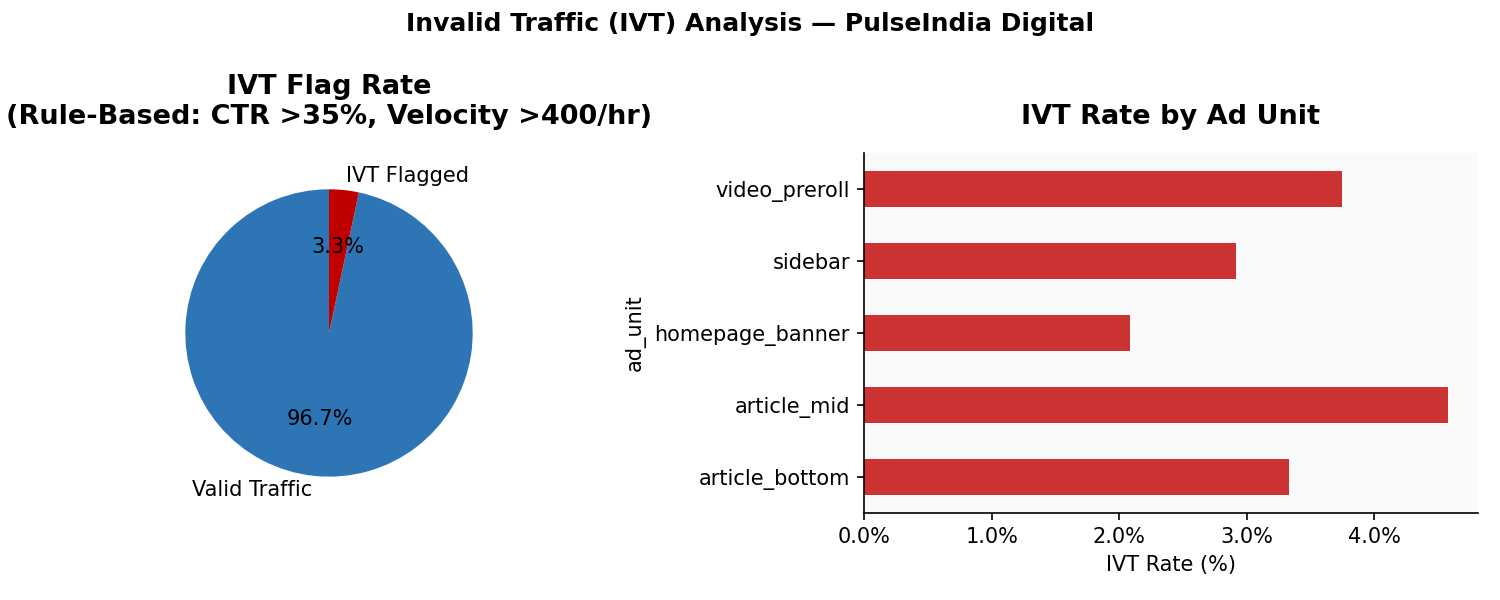 Invalid Traffic (IVT) Analysis — PulseIndia Digital
IVT Flag Rate
(Rule-Based: CTR >35%, Velocity >400/hr)
IVT Flagged
3.3%
96.7%
Valid Traffic
IVT Rate by Ad Unit
ad_unit
video_preroll
sidebar
homepage_banner
article_mid
article_bottom
0.0% 1.0% 2.0% 3.0% 4.0%
IVT Rate (%)